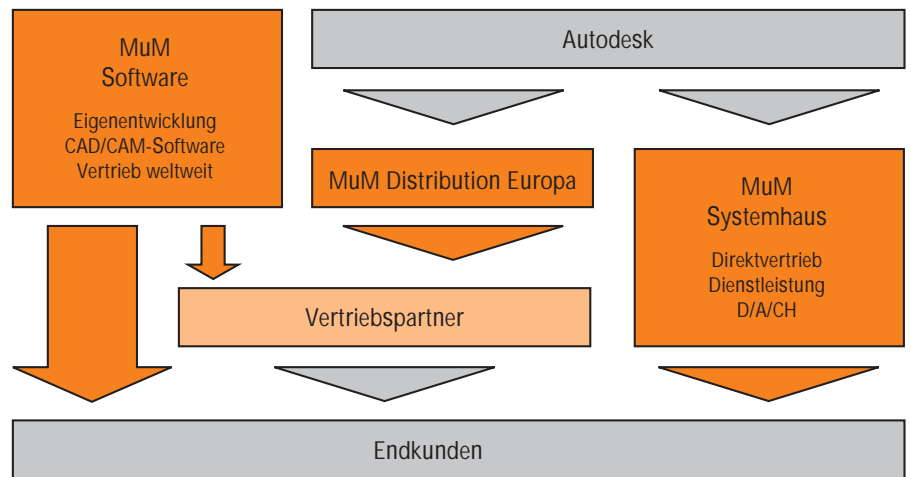 MuM
Software
Eigenentwicklung
CAD/CAM-Software
Vertrieb weltweit
Autodesk
MuM Distribution Europa
MuM
Systemhaus
Direktvertrieb
Dienstleistung
D/A/CH
Vertriebspartner
Endkunden